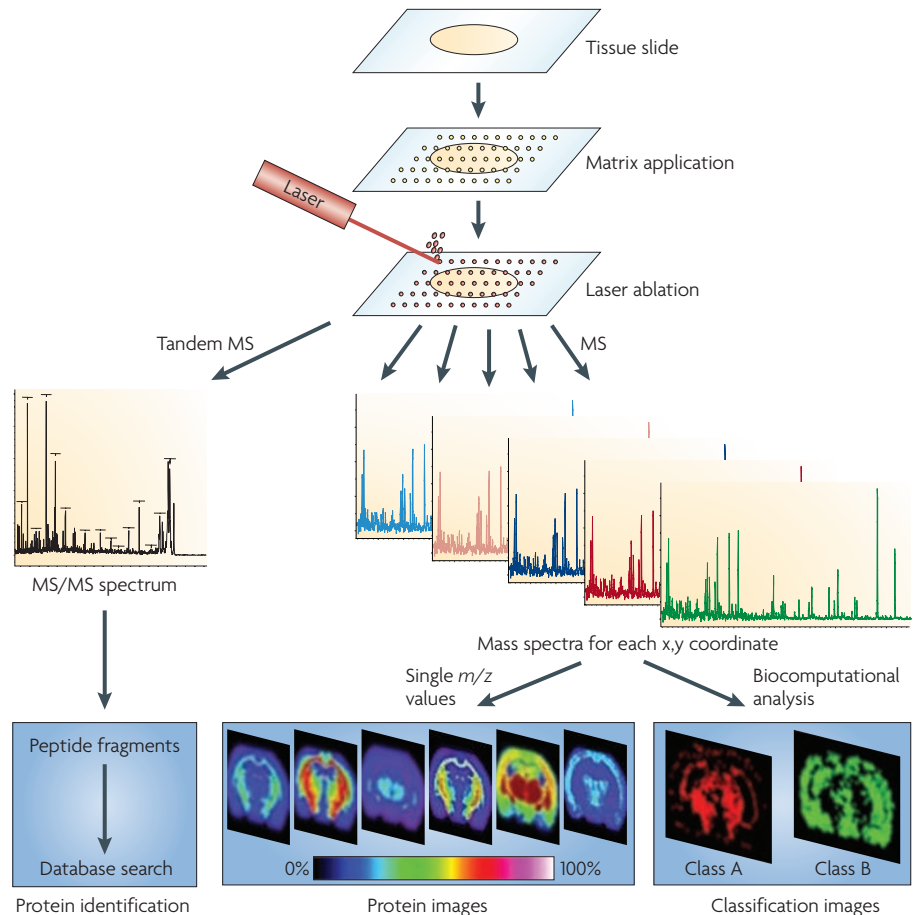 Tissue slide
Matrix application
Laser
Laser ablation
Tandem MS
MS
MS/MS spectrum
Mass spectra for each x,y coordinate
Single m/z
values
Biocomputational
analysis
Peptide fragments
Database search
0%
100%
Class A
Class B
Protein identification
Protein images
Classification images